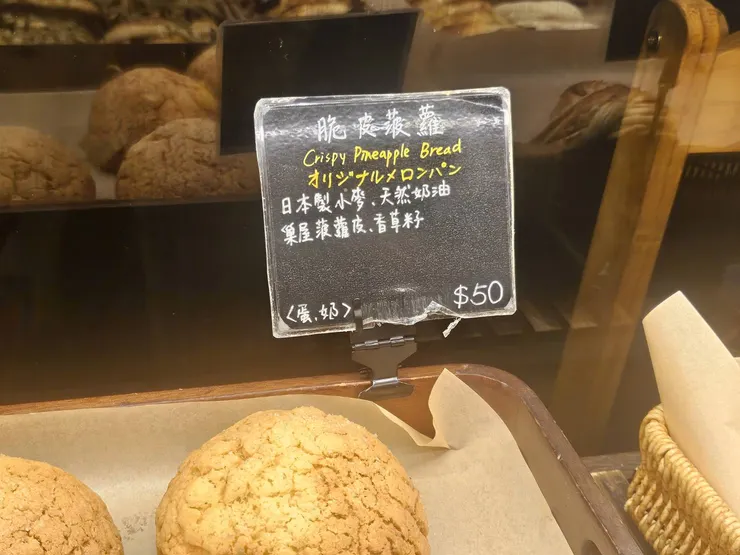 脆皮菠蘿
Crispy Pineapple Bread
オリジナルメロンパン
日本製小麥、天然奶油
巢屋菠蘿皮、香草籽
<蛋、奶>
$50